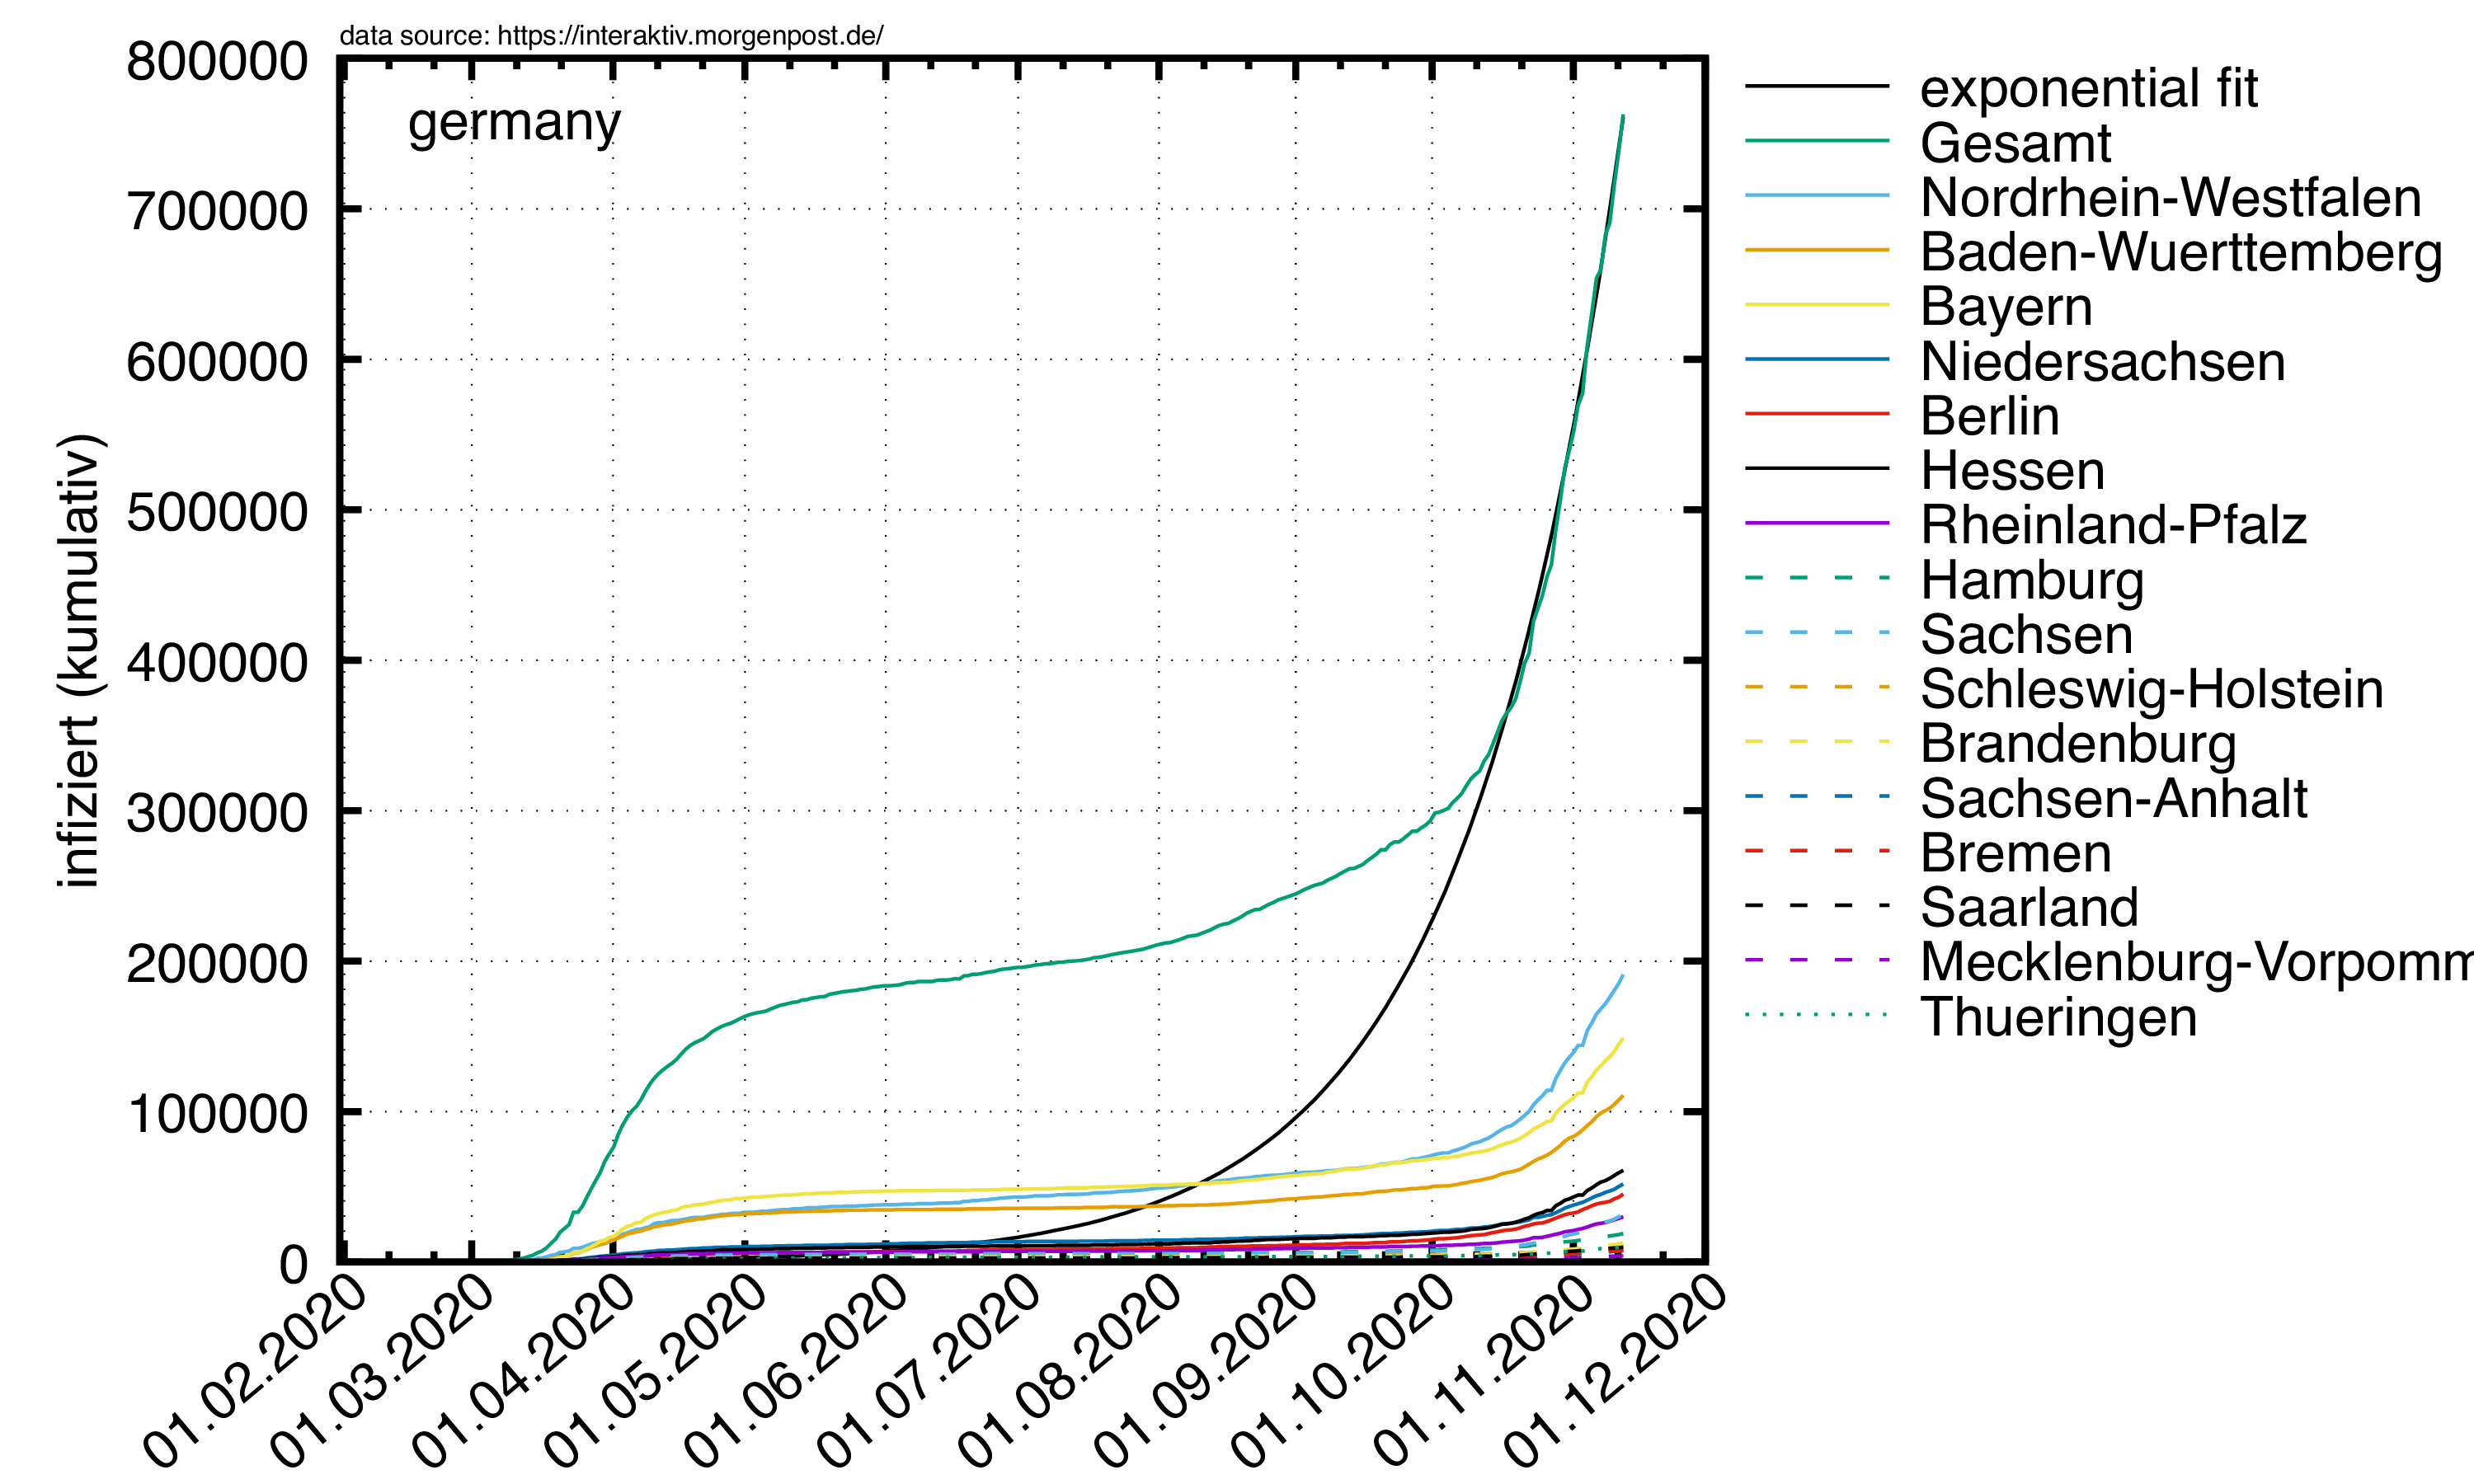 data source: https://interaktiv.morgenpost.de/
germany
infiziert (kumulativ)
800000
700000
600000
500000
400000
300000
200000
100000
0
01.02.2020
01.03.2020
01.04.2020
01.05.2020
01.06.2020
01.07.2020
01.08.2020
01.09.2020
01.10.2020
01.11.2020
01.12.2020
exponential fit
Gesamt
Nordrhein-Westfalen
Baden-Wuerttemberg
Bayern
Niedersachsen
Berlin
Hessen
Rheinland-Pfalz
Hamburg
Sachsen
Schleswig-Holstein
Brandenburg
Sachsen-Anhalt
Bremen
Saarland
Mecklenburg-Vorpomm
Thueringen